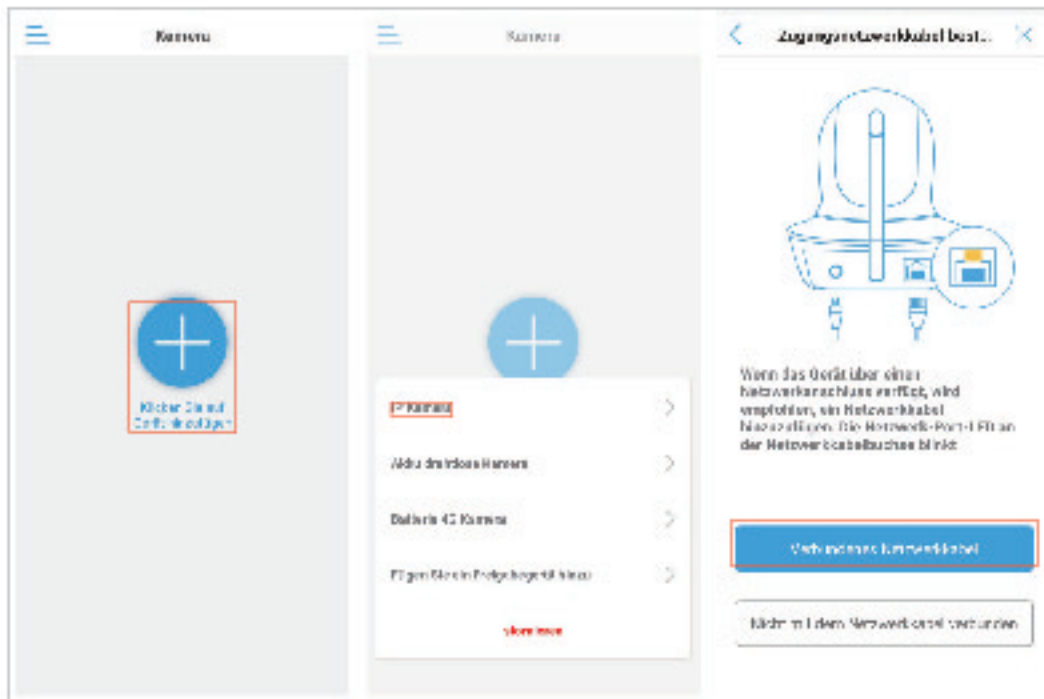 Kamera
Klicken Sie auf
Gerät hinzufügen
Kamera
IP Kamera
Akku drahtlose Kamera
Batterie 4G Kamera
Fügen Sie ein Freigabegerät hinzu
stornieren
Zugangsnetzwerkkabel best...
Wenn das Gerät über einen
Netzwerkanschluss verfügt, wird
empfohlen, ein Netzwerkkabel
hinzuzufügen. Die Netzwerk-Port-LED an
der Netzwerkkabelbuchse blinkt
Verbundenes Netzwerkkabel
Nicht mit dem Netzwerkkabel verbunden